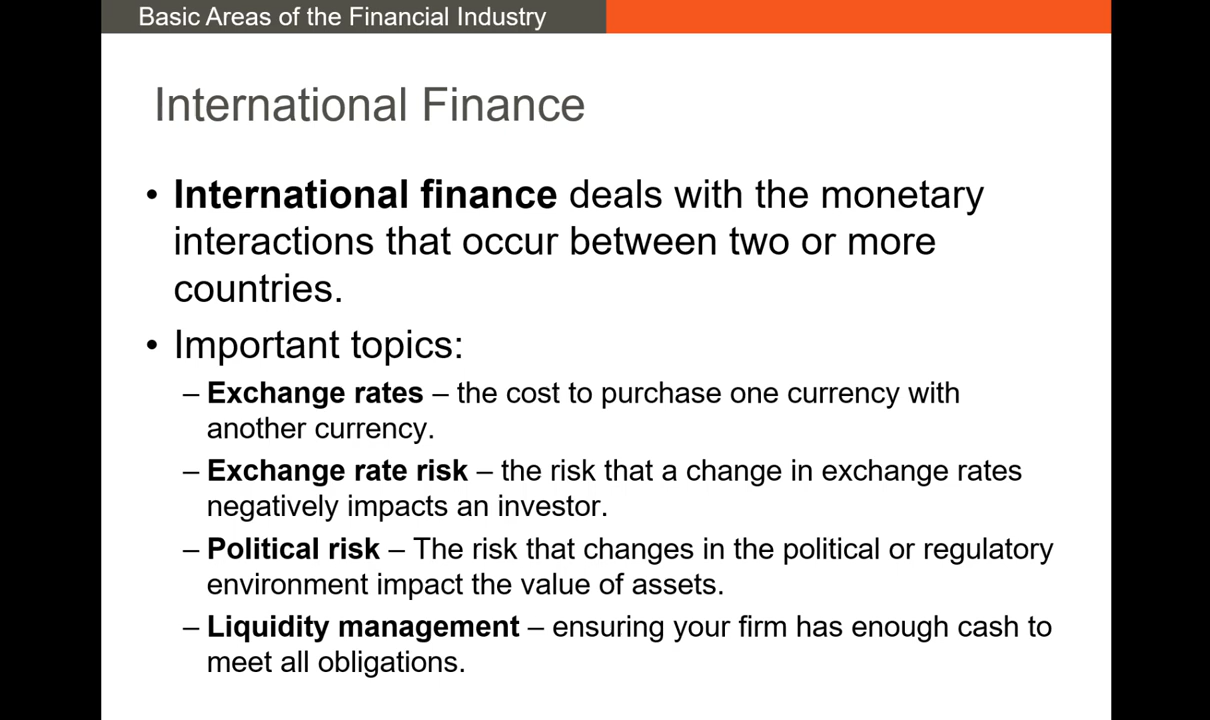 Basic Areas of the Financial Industry
International Finance
• International finance deals with the monetary
interactions that occur between two or more
countries.
• Important topics:
– Exchange rates – the cost to purchase one currency with
another currency.
– Exchange rate risk – the risk that a change in exchange rates
negatively impacts an investor.
– Political risk – The risk that changes in the political or regulatory
environment impact the value of assets.
– Liquidity management – ensuring your firm has enough cash to
meet all obligations.